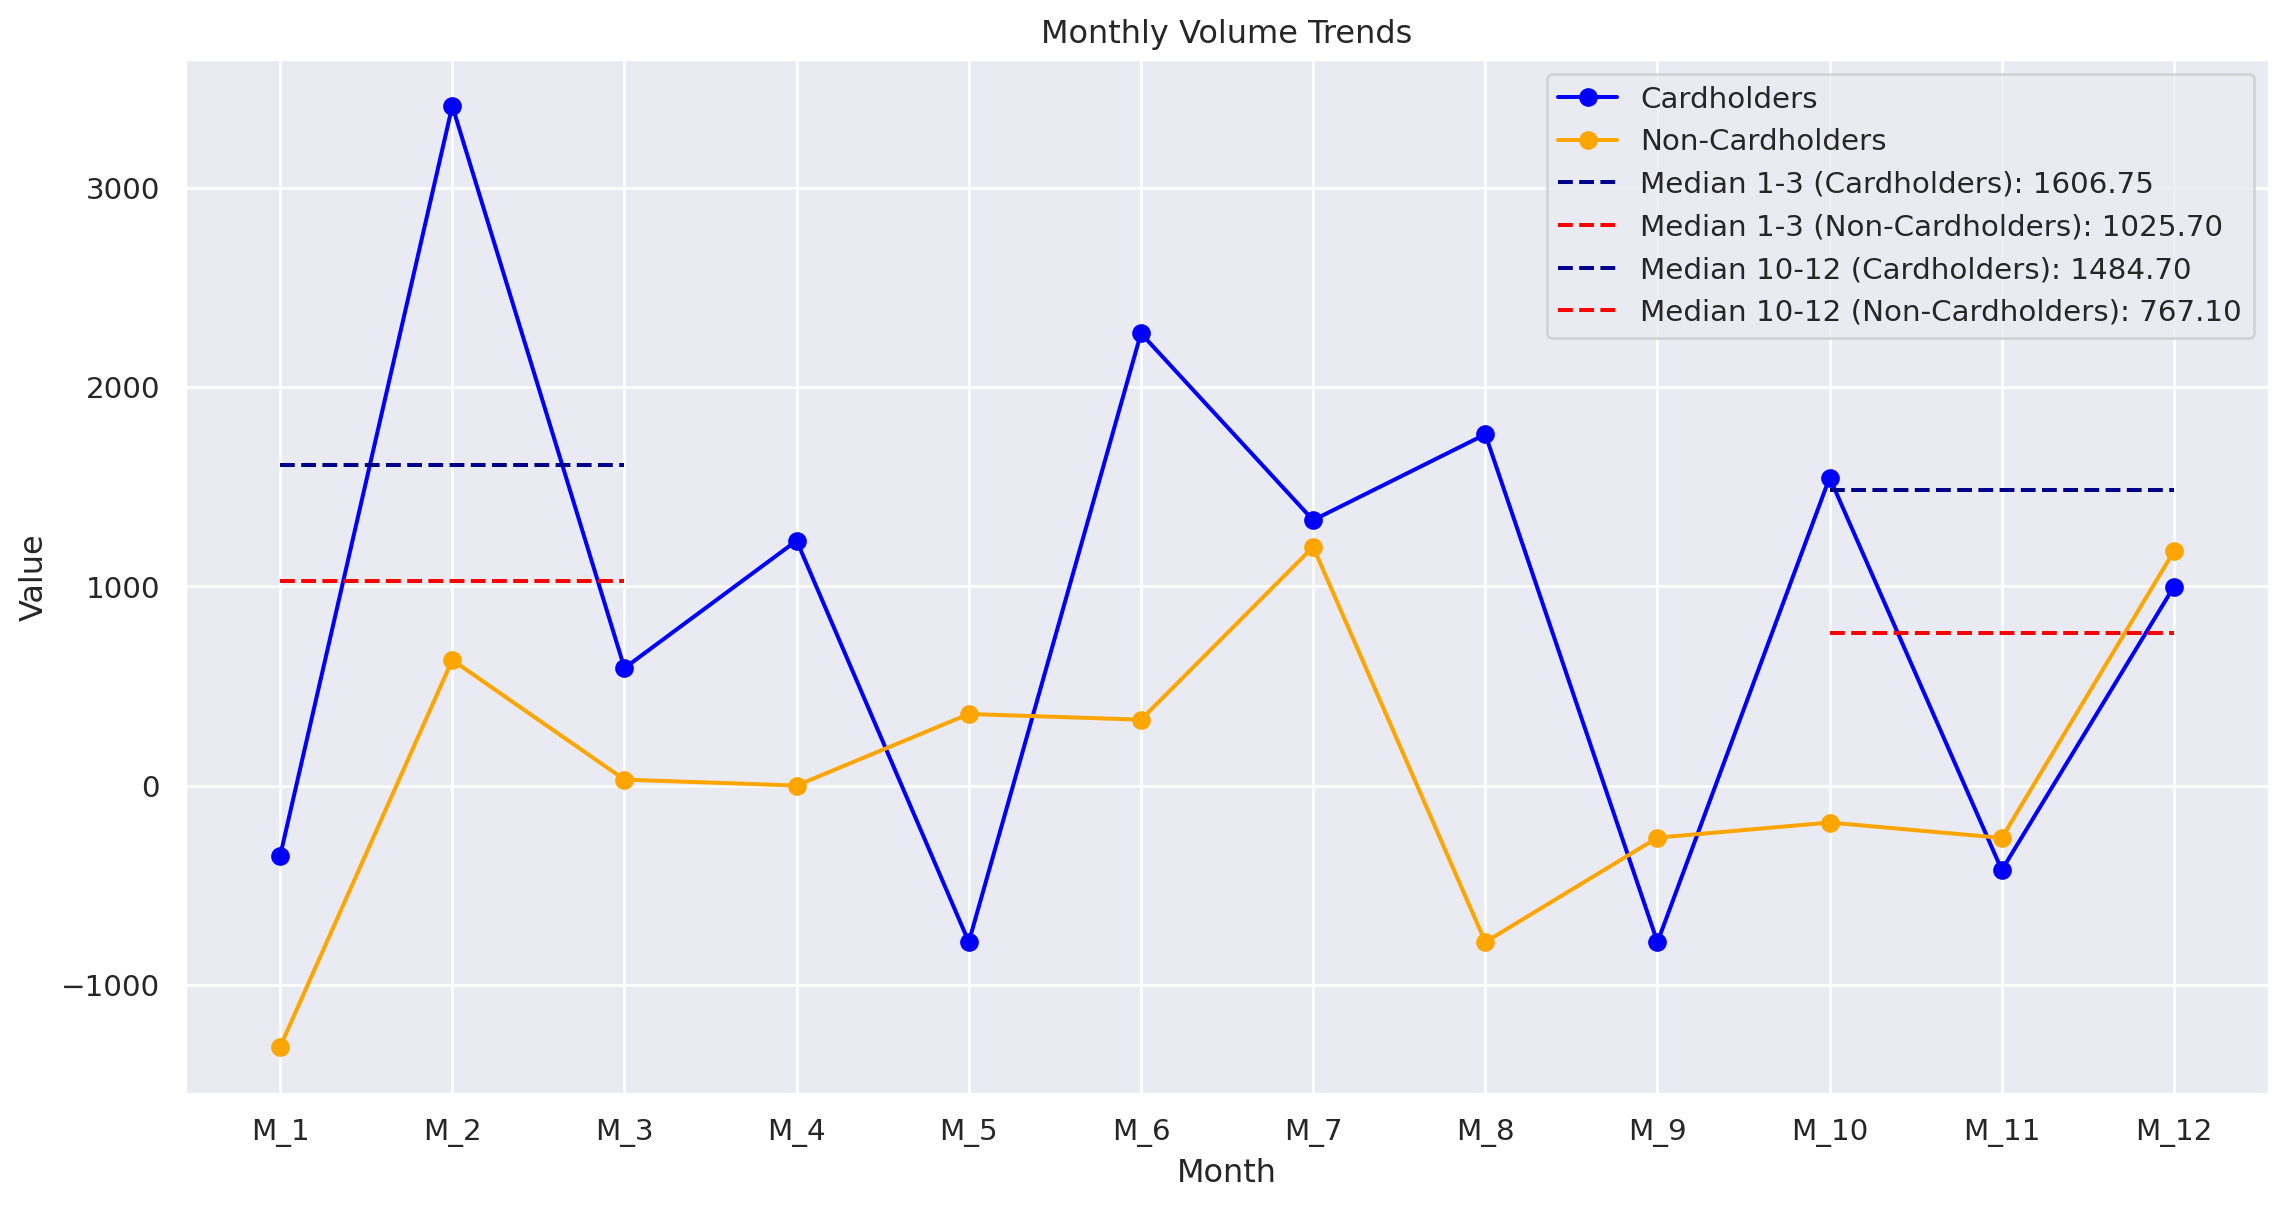 Monthly Volume Trends
Cardholders
Non-Cardholders
Median 1-3 (Cardholders): 1606.75
Median 1-3 (Non-Cardholders): 1025.70
Median 10-12 (Cardholders): 1484.70
Median 10-12 (Non-Cardholders): 767.10
Value
3000
2000
1000
0
−1000
M_1 M_2 M_3 M_4 M_5 M_6 M_7 M_8 M_9 M_10 M_11 M_12
Month